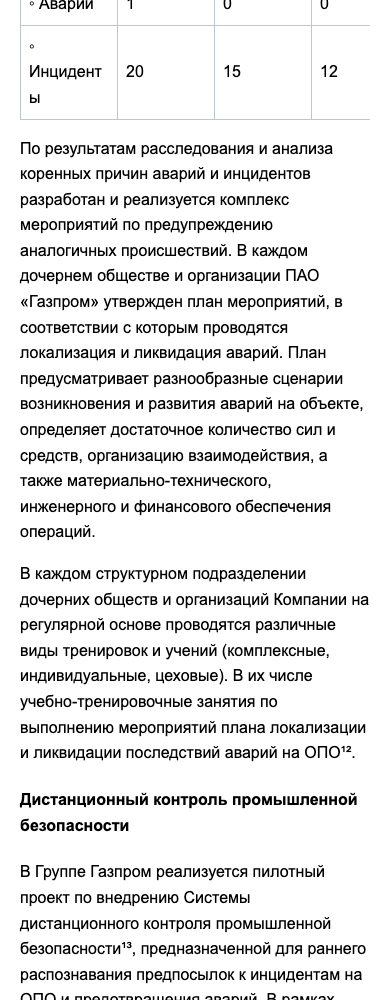 ◦ Аварии 1 0 0
◦
Инцидент 20 15 12
ы
По результатам расследования и анализа
коренных причин аварий и инцидентов
разработан и реализуется комплекс
мероприятий по предупреждению
аналогичных происшествий. В каждом
дочернем обществе и организации ПАО
«Газпром» утвержден план мероприятий, в
соответствии с которым проводятся
локализация и ликвидация аварий. План
предусматривает разнообразные сценарии
возникновения и развития аварий на объекте,
определяет достаточное количество сил и
средств, организацию взаимодействия, а
также материально-технического,
инженерного и финансового обеспечения
операций.
В каждом структурном подразделении
дочерних обществ и организаций Компании на
регулярной основе проводятся различные
виды тренировок и учений (комплексные,
индивидуальные, цеховые). В их числе
учебно-тренировочные занятия по
выполнению мероприятий плана локализации
и ликвидации последствий аварий на ОПО¹².
Дистанционный контроль промышленной
безопасности
В Группе Газпром реализуется пилотный
проект по внедрению Системы
дистанционного контроля промышленной
безопасности¹³, предназначенной для раннего
распознавания предпосылок к инцидентам на
ОПО и предотвращения аварий. В рамках